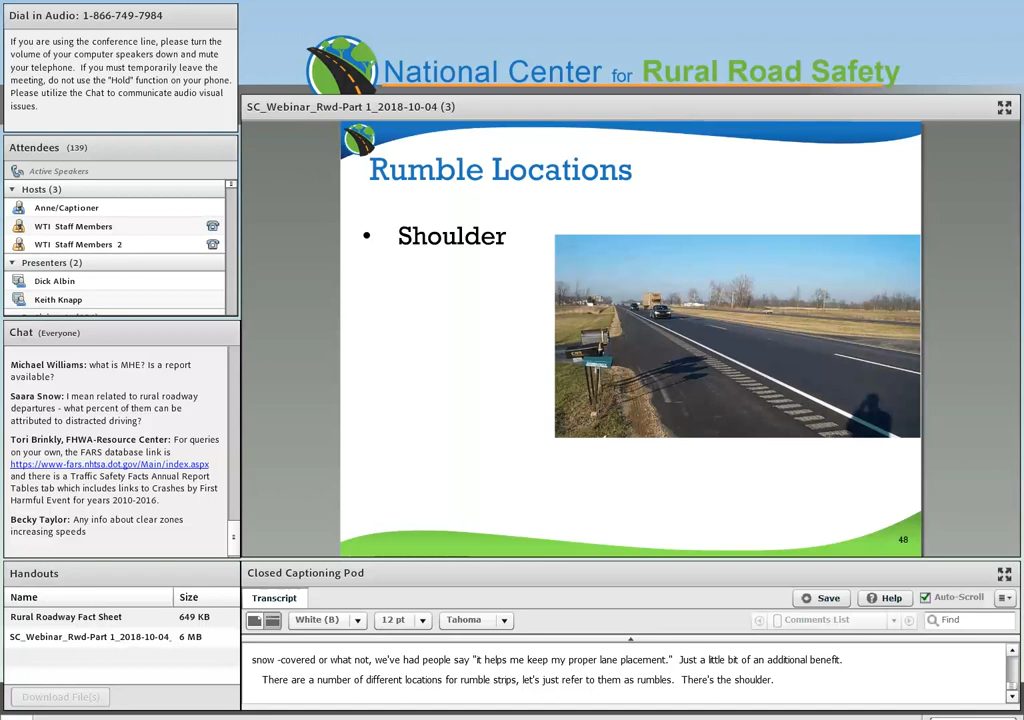 Dial in Audio: 1-866-749-7984
If you are using the conference line, please turn the
volume of your computer speakers down and mute
your telephone. If you must temporarily leave the
meeting, do not use the "Hold" function on your phone.
Please utilize the Chat to communicate audio visual
issues.
National Center for Rural Road Safety
SC_Webinar_Rwd-Part 1_2018-10-04 (3)
Attendees (139)
Active Speakers
Hosts (3)
Anne/Captioner
WTI Staff Members
WTI Staff Members 2
Presenters (2)
Dick Albin
Keith Knapp
Rumble Locations
• Shoulder
48
Chat (Everyone)
Michael Williams: what is MHE? Is a report
available?
Saara Snow: I mean related to rural roadway
departures - what percent of them can be
attributed to distracted driving?
Tori Brinkly, FHWA-Resource Center: For queries
on your own, the FARS database link is
https://www-fars.nhtsa.dot.gov/Main/index.aspx
and there is a Traffic Safety Facts Annual Report
Tables tab which includes links to Crashes by First
Harmful Event for years 2010-2016.
Becky Taylor: Any info about clear zones
increasing speeds
Handouts
Name Size
Rural Roadway Fact Sheet 649 KB
SC_Webinar_Rwd-Part 1_2018-10-04_ 6 MB
Download File(s)
Closed Captioning Pod
Transcript
Save
Help
Auto-Scroll
White (B)
12 pt
Tahoma
Comments List
Find
snow -covered or what not, we've had people say "it helps me keep my proper lane placement." Just a little bit of an additional benefit.
There are a number of different locations for rumble strips, let's just refer to them as rumbles. There's the shoulder.